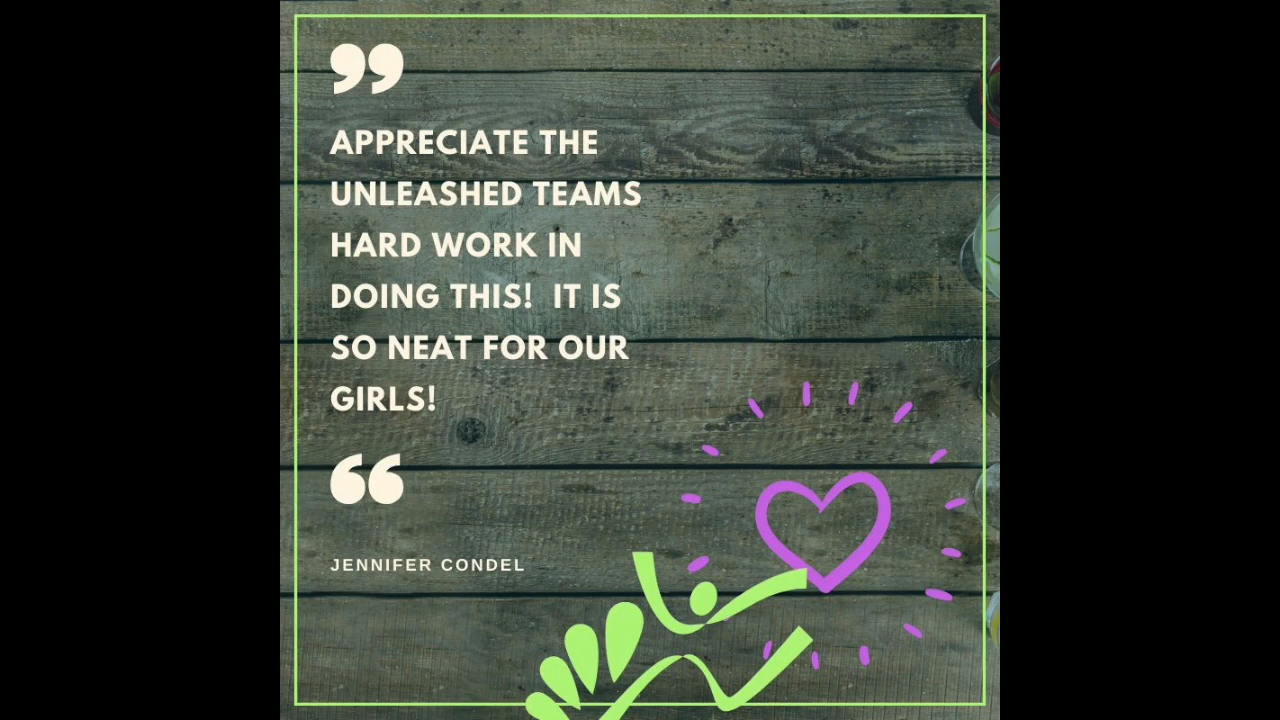 ”
APPRECIATE THE
UNLEASHED TEAMS
HARD WORK IN
DOING THIS!  IT IS
SO NEAT FOR OUR
GIRLS!
“
JENNIFER CONDEL